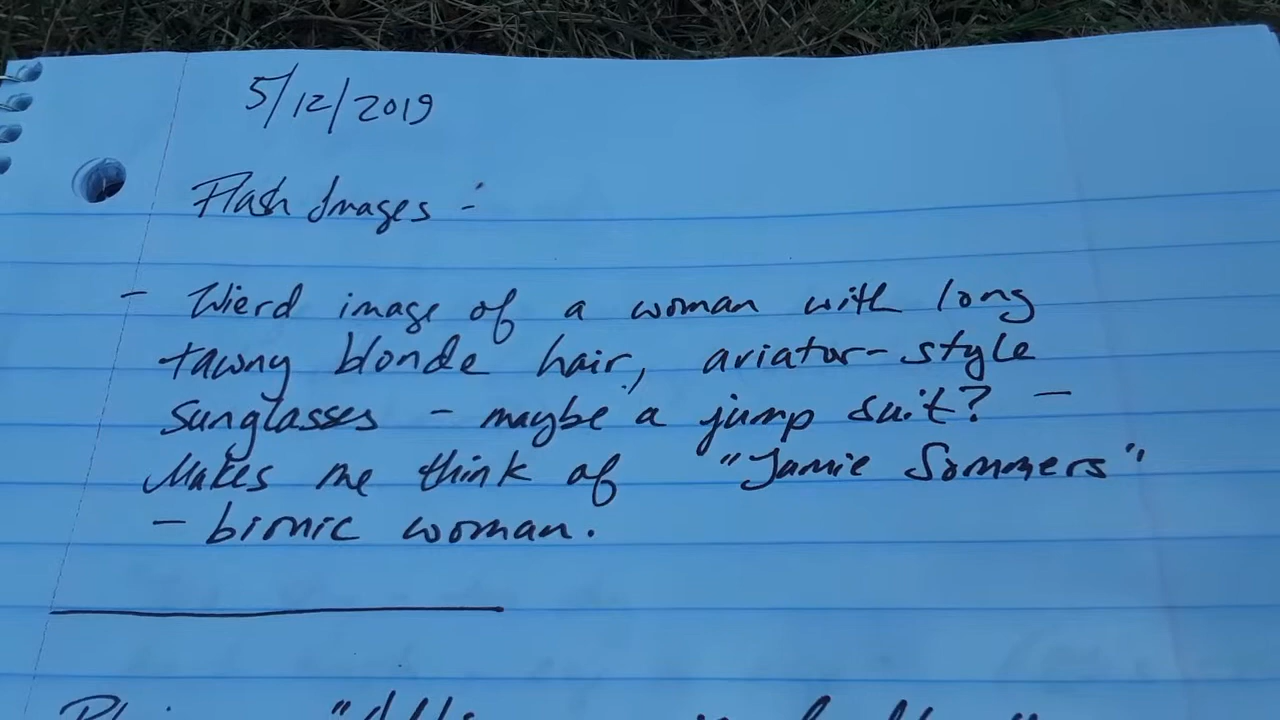 5/12/2019
Flash Images :-
- Wierd image of a woman with long
tawny blonde hair, aviator-style
sunglasses - maybe a jump suit? -
Makes me think of "Jamie Sommers"
- bionic woman.